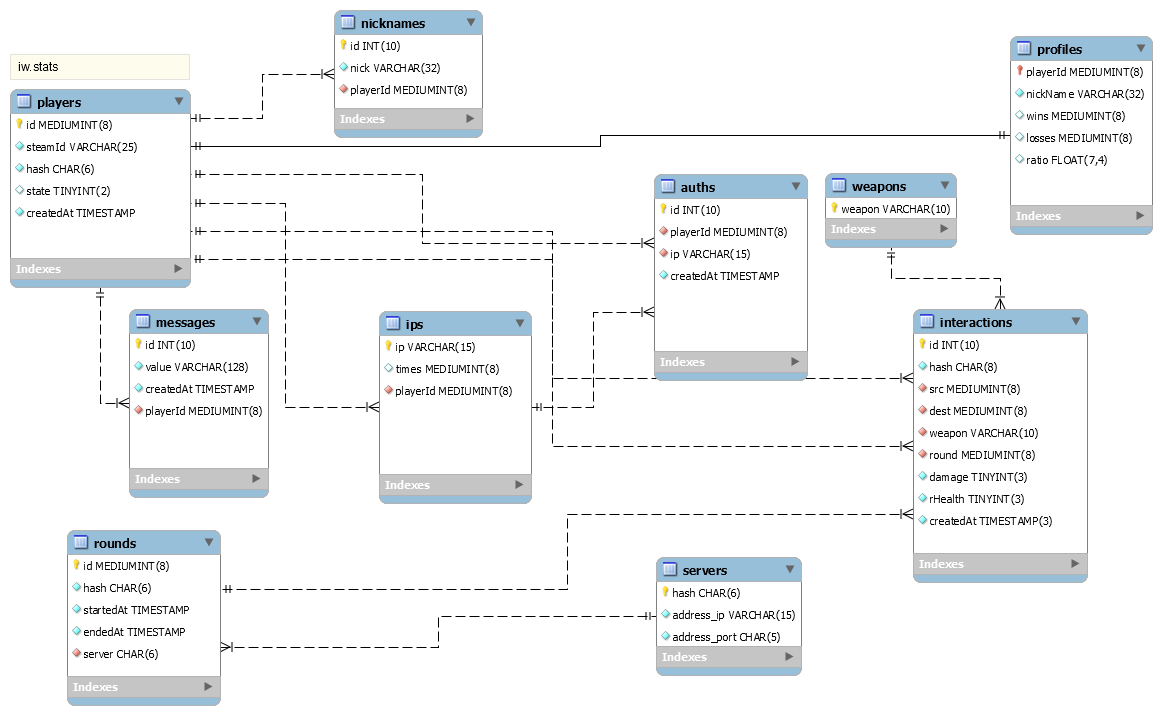 iw.stats
players
id MEDIUMINT(8)
steamId VARCHAR(25)
hash CHAR(6)
state TINYINT(2)
createdAt TIMESTAMP
Indexes
nicknames
id INT(10)
nick VARCHAR(32)
playerId MEDIUMINT(8)
Indexes
profiles
playerId MEDIUMINT(8)
nickName VARCHAR(32)
wins MEDIUMINT(8)
losses MEDIUMINT(8)
ratio FLOAT(7,4)
Indexes
auths
id INT(10)
playerId MEDIUMINT(8)
ip VARCHAR(15)
createdAt TIMESTAMP
Indexes
weapons
weapon VARCHAR(10)
Indexes
messages
id INT(10)
value VARCHAR(128)
createdAt TIMESTAMP
playerId MEDIUMINT(8)
Indexes
ips
ip VARCHAR(15)
times MEDIUMINT(8)
playerId MEDIUMINT(8)
Indexes
interactions
id INT(10)
hash CHAR(8)
src MEDIUMINT(8)
dest MEDIUMINT(8)
weapon VARCHAR(10)
round MEDIUMINT(8)
damage TINYINT(3)
rHealth TINYINT(3)
createdAt TIMESTAMP(3)
Indexes
rounds
id MEDIUMINT(8)
hash CHAR(6)
startedAt TIMESTAMP
endedAt TIMESTAMP
server CHAR(6)
Indexes
servers
hash CHAR(6)
address_ip VARCHAR(15)
address_port CHAR(5)
Indexes